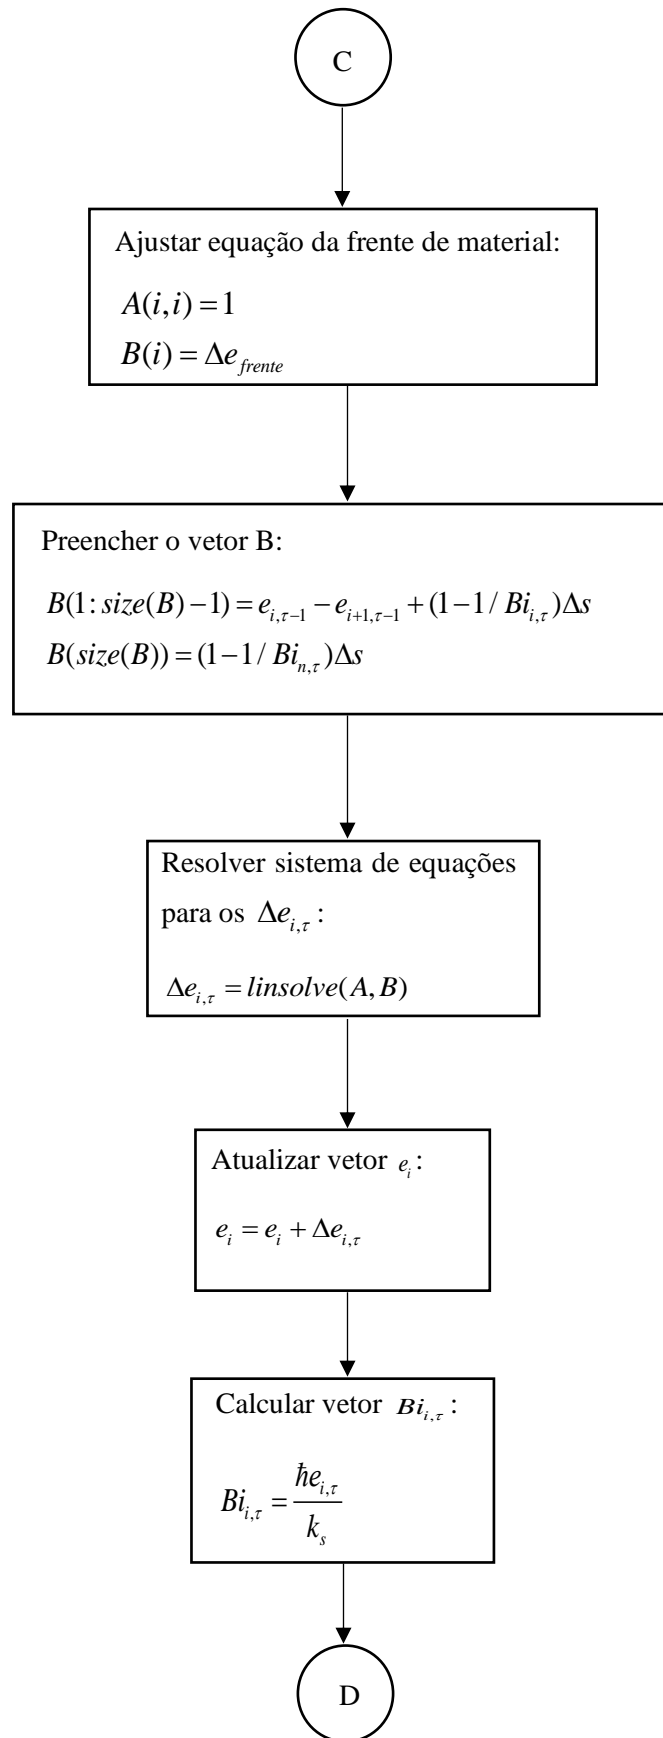 C
Ajustar equação da frente de material:
A(i,i) = 1
B(i) = Δe_{frente}
Preencher o vetor B:
B(1: size(B) − 1) = e_{i,τ−1} − e_{i+1,τ−1} + (1 − 1/ Bi_{i,τ})Δs
B(size(B)) = (1 − 1/ Bi_{n,τ})Δs
Resolver sistema de equações
para os Δe_{i,τ} :
Δe_{i,τ} = linsolve(A, B)
Atualizar vetor e_i :
e_i = e_i + Δe_{i,τ}
Calcular vetor Bi_{i,τ} :
Bi_{i,τ} = ℏe_{i,τ} / k_s
D